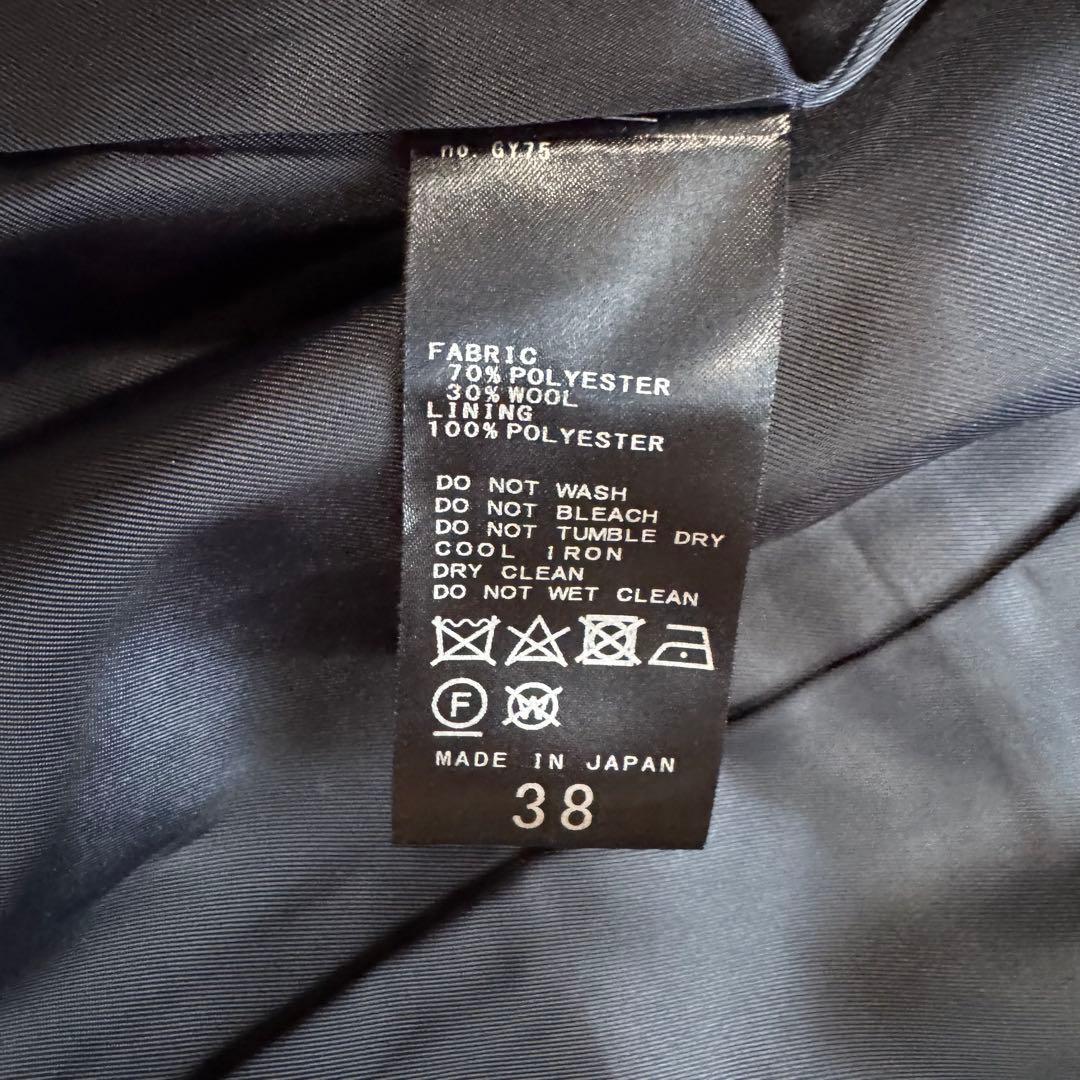 no. GY75
FABRIC
70% POLYESTER
30% WOOL
LINING
100% POLYESTER
DO NOT WASH
DO NOT BLEACH
DO NOT TUMBLE DRY
COOL IRON
DRY CLEAN
DO NOT WET CLEAN
F W
MADE IN JAPAN
38